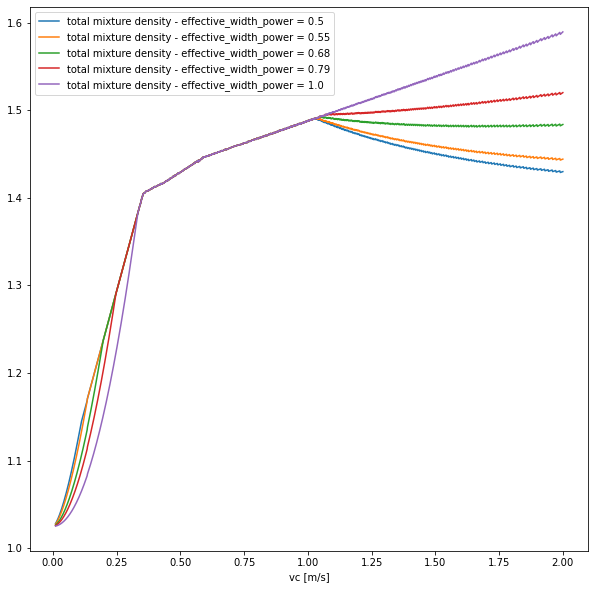 1.6
total mixture density - effective_width_power = 0.5
total mixture density - effective_width_power = 0.55
total mixture density - effective_width_power = 0.68
total mixture density - effective_width_power = 0.79
total mixture density - effective_width_power = 1.0
1.5
1.4
1.3
1.2
1.1
1.0
0.00 0.25 0.50 0.75 1.00 1.25 1.50 1.75 2.00
vc [m/s]